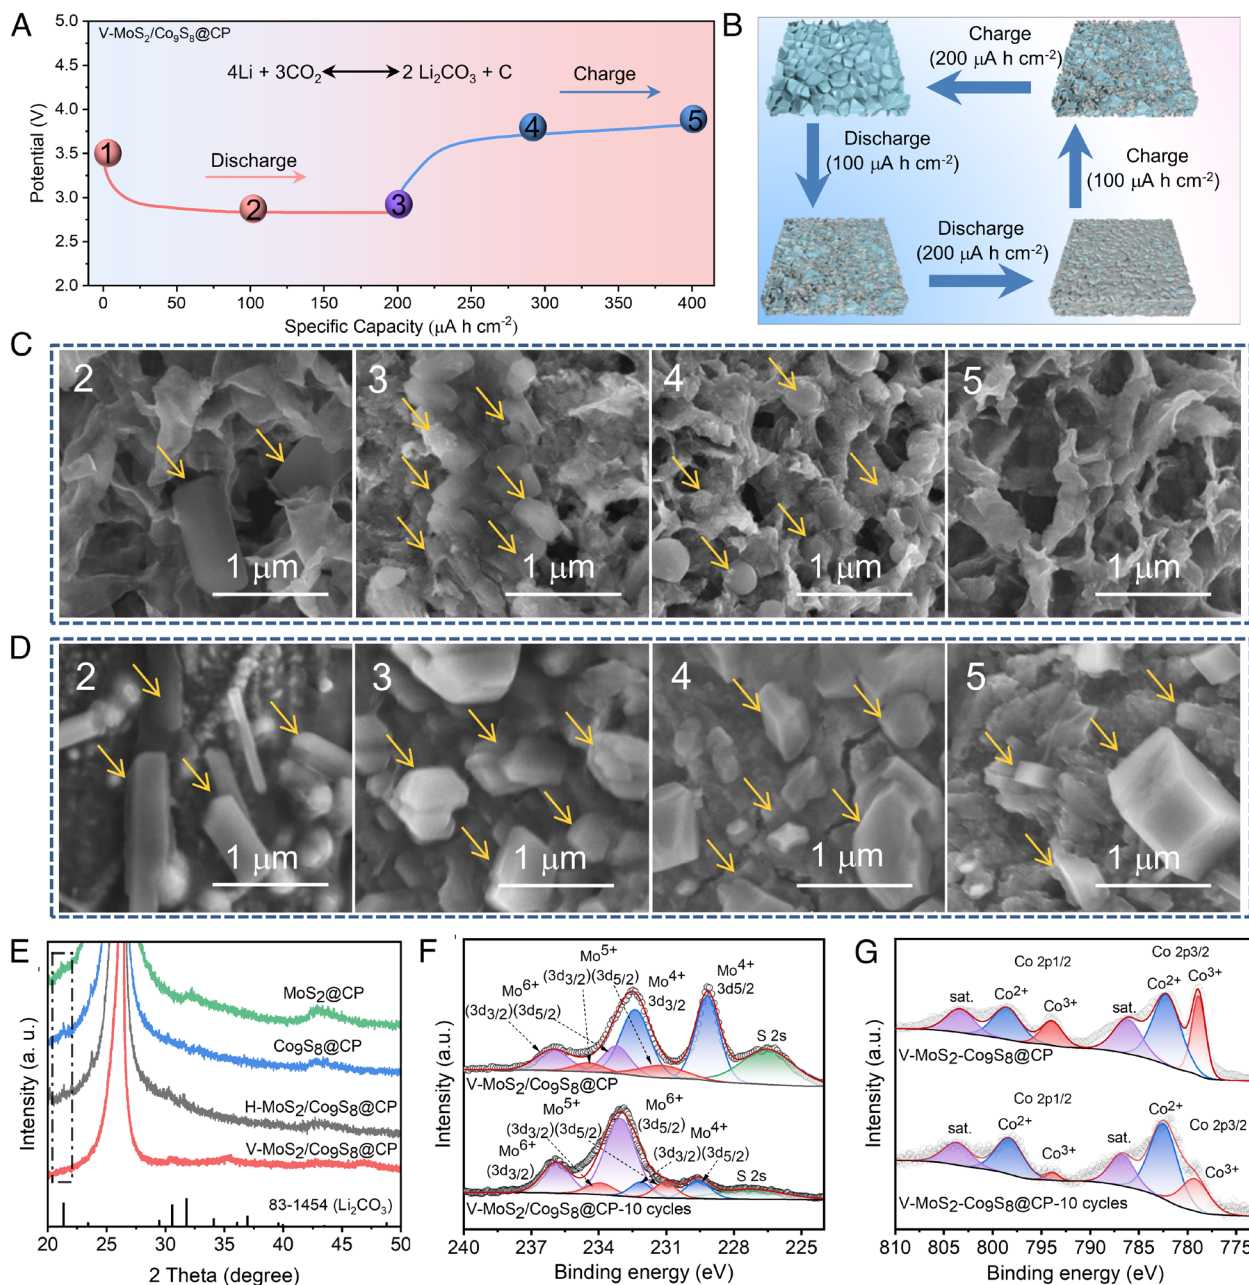 A
V-MoS2/Co9S8@CP
4Li + 3CO2 2 Li2CO3 + C
Charge
Discharge
1
2
3
4
5
Potential (V)
5.0
4.5
4.0
3.5
3.0
2.5
2.0
0 50 100 150 200 250 300 350 400
Specific Capacity (μA h cm-2)
B
Charge
(200 μA h cm-2)
Discharge
(100 μA h cm-2)
Charge
(100 μA h cm-2)
Discharge
(200 μA h cm-2)
C
2
1 μm
3
1 μm
4
1 μm
5
1 μm
D
2
1 μm
3
1 μm
4
1 μm
5
1 μm
E
Intensity (a. u.)
MoS2@CP
Co9S8@CP
H-MoS2/Co9S8@CP
V-MoS2/Co9S8@CP
83-1454 (Li2CO3)
20 25 30 35 40 45 50
2 Theta (degree)
F
Intensity (a.u.)
Mo5+
(3d3/2)(3d5/2)
Mo6+
(3d3/2)(3d5/2)
Mo4+
3d3/2
Mo4+
3d5/2
S 2s
V-MoS2/Co9S8@CP
Mo5+
(3d3/2)(3d5/2)
Mo6+
(3d5/2)
Mo6+
(3d3/2)
Mo4+
(3d3/2)(3d5/2)
S 2s
V-MoS2/Co9S8@CP-10 cycles
240 237 234 231 228 225
Binding energy (eV)
G
Intensity (a.u.)
Co 2p1/2
Co 2p3/2
sat.
Co2+
Co3+
sat.
Co2+
Co3+
V-MoS2-Co9S8@CP
Co 2p1/2
Co 2p3/2
sat.
Co2+
Co3+
sat.
Co2+
Co3+
V-MoS2-Co9S8@CP-10 cycles
810 805 800 795 790 785 780 775
Binding energy (eV)